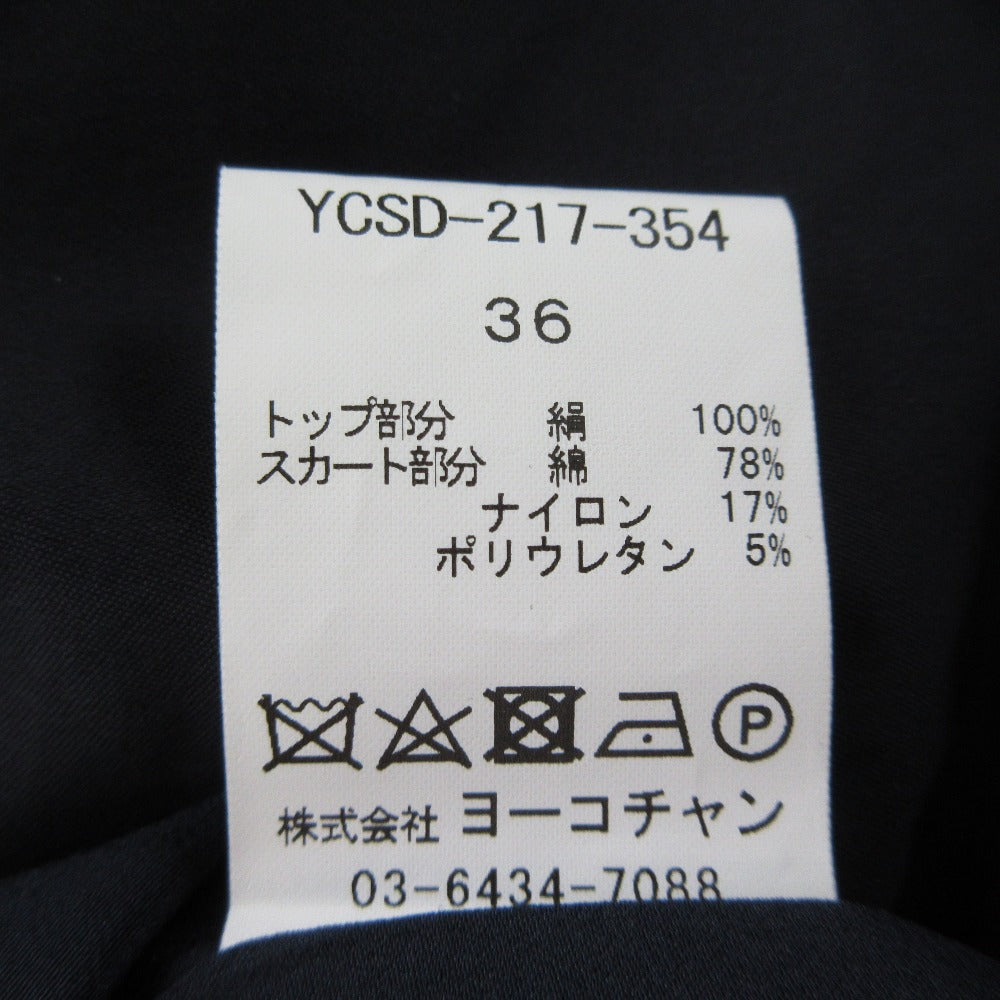 YCSD-217-354
36
トップ部分 絹 100%
スカート部分 綿 78%
ナイロン 17%
ポリウレタン 5%
P
株式会社 ヨーコチャン
03-6434-7088